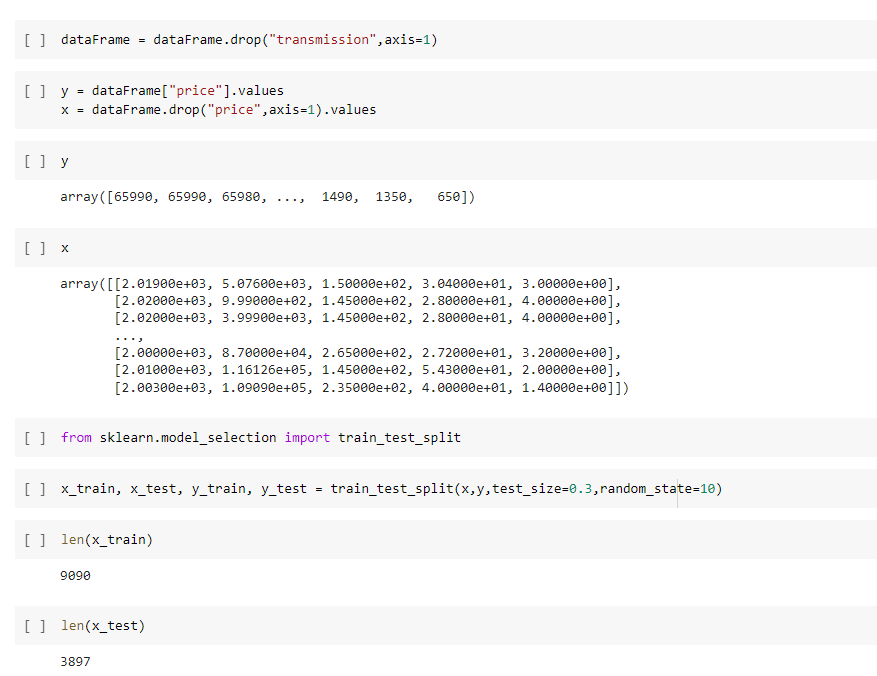 [ ] dataFrame = dataFrame.drop("transmission",axis=1)
[ ] y = dataFrame["price"].values
x = dataFrame.drop("price",axis=1).values
[ ] y
array([65990, 65990, 65980, ...,  1490,  1350,   650])
[ ] x
array([[2.01900e+03, 5.07600e+03, 1.50000e+02, 3.04000e+01, 3.00000e+00],
[2.02000e+03, 9.99000e+02, 1.45000e+02, 2.80000e+01, 4.00000e+00],
[2.02000e+03, 3.99900e+03, 1.45000e+02, 2.80000e+01, 4.00000e+00],
...,
[2.00000e+03, 8.70000e+04, 2.65000e+02, 2.72000e+01, 3.20000e+00],
[2.01000e+03, 1.16126e+05, 1.45000e+02, 5.43000e+01, 2.00000e+00],
[2.00300e+03, 1.09090e+05, 2.35000e+02, 4.00000e+01, 1.40000e+00]])
[ ] from sklearn.model_selection import train_test_split
[ ] x_train, x_test, y_train, y_test = train_test_split(x,y,test_size=0.3,random_state=10)
[ ] len(x_train)
9090
[ ] len(x_test)
3897